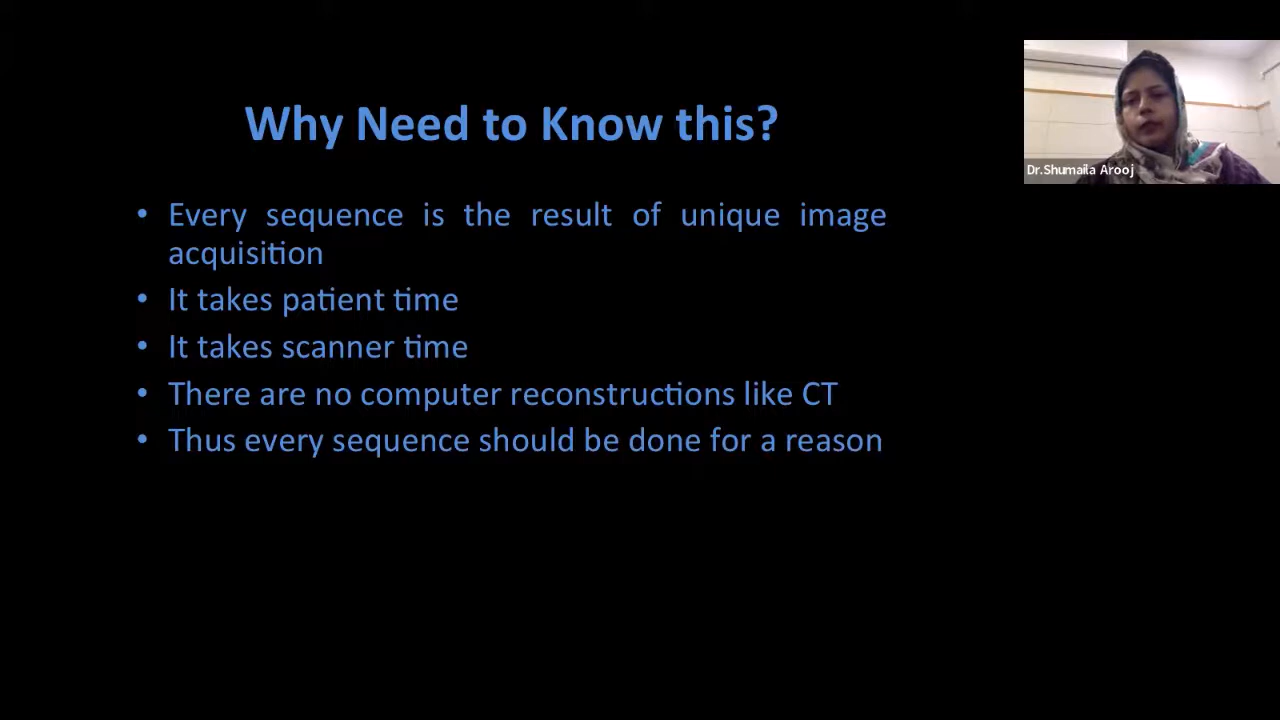 Why Need to Know this?
• Every sequence is the result of unique image
acquisition
• It takes patient time
• It takes scanner time
• There are no computer reconstructions like CT
• Thus every sequence should be done for a reason
Dr.Shumaila Arooj